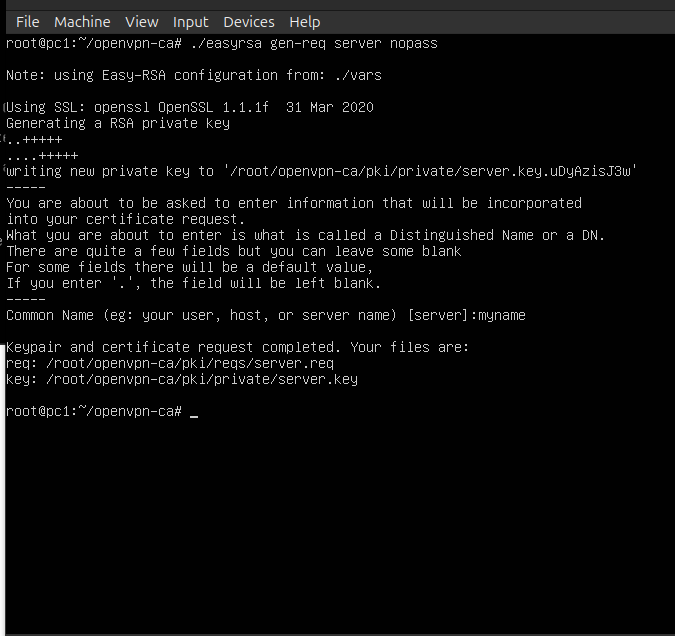 File Machine View Input Devices Help
root@pc1:~/openvpn-ca# ./easyrsa gen-req server nopass
Note: using Easy-RSA configuration from: ./vars
Using SSL: openssl OpenSSL 1.1.1f  31 Mar 2020
Generating a RSA private key
..+++++
....+++++
writing new private key to '/root/openvpn-ca/pki/private/server.key.uDyAzisJ3w'
-----
You are about to be asked to enter information that will be incorporated
into your certificate request.
What you are about to enter is what is called a Distinguished Name or a DN.
There are quite a few fields but you can leave some blank
For some fields there will be a default value,
If you enter '.', the field will be left blank.
-----
Common Name (eg: your user, host, or server name) [server]:myname
Keypair and certificate request completed. Your files are:
req: /root/openvpn-ca/pki/reqs/server.req
key: /root/openvpn-ca/pki/private/server.key
root@pc1:~/openvpn-ca# _